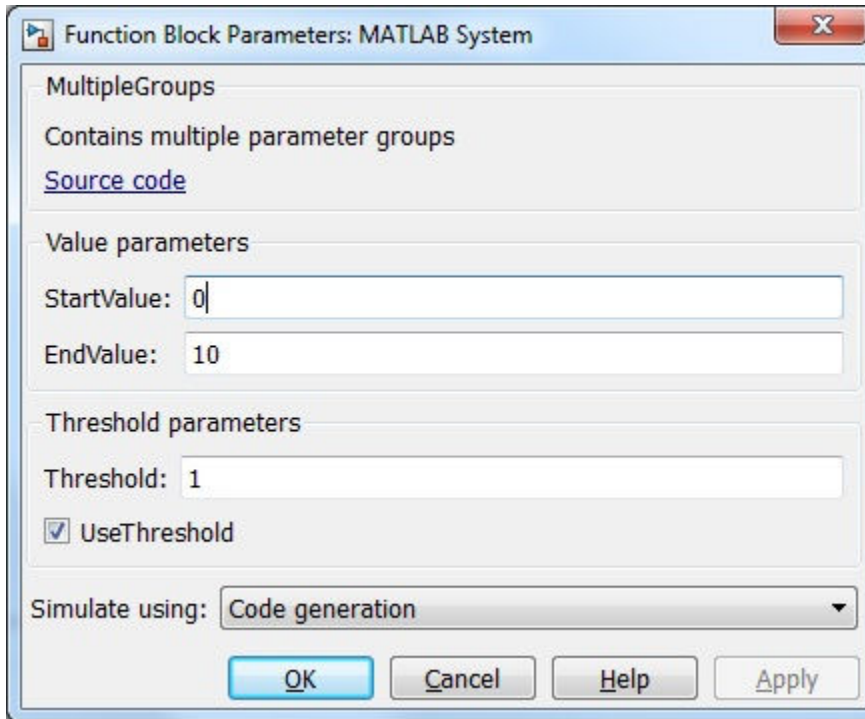 Function Block Parameters: MATLAB System
MultipleGroups
Contains multiple parameter groups
Source code
Value parameters
StartValue: 0
EndValue: 10
Threshold parameters
Threshold: 1
UseThreshold
Simulate using: Code generation
OK Cancel Help Apply